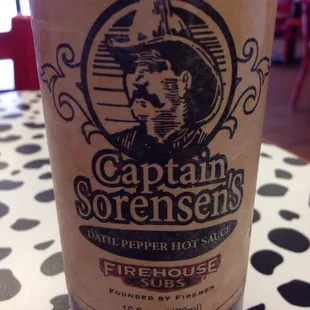 Captain
Sorensen's
DATIL PEPPER HOT SAUCE
FIREHOUSE
SUBS
FOUNDED BY FIREMEN